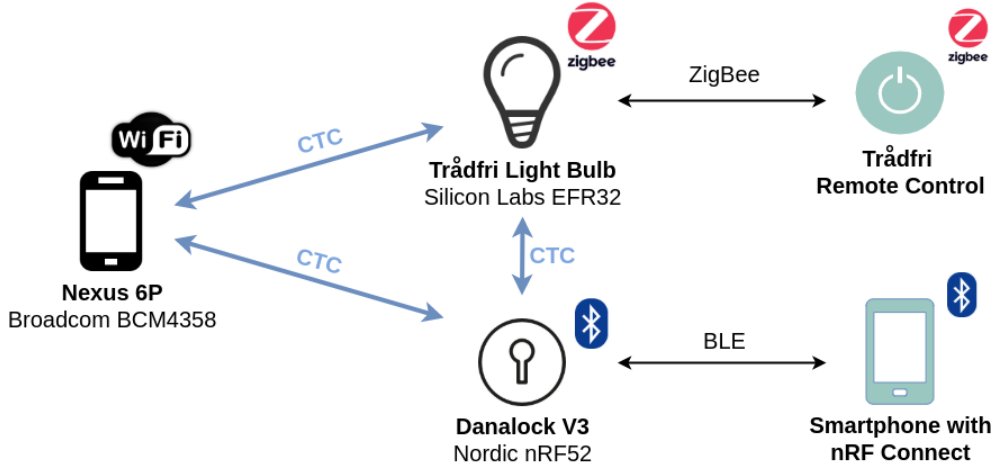 zigbee
zigbee
ZigBee
Wi Fi
CTC
Trådfri Light Bulb
Silicon Labs EFR32
Trådfri
Remote Control
CTC
CTC
Nexus 6P
Broadcom BCM4358
BLE
Danalock V3
Nordic nRF52
Smartphone with
nRF Connect